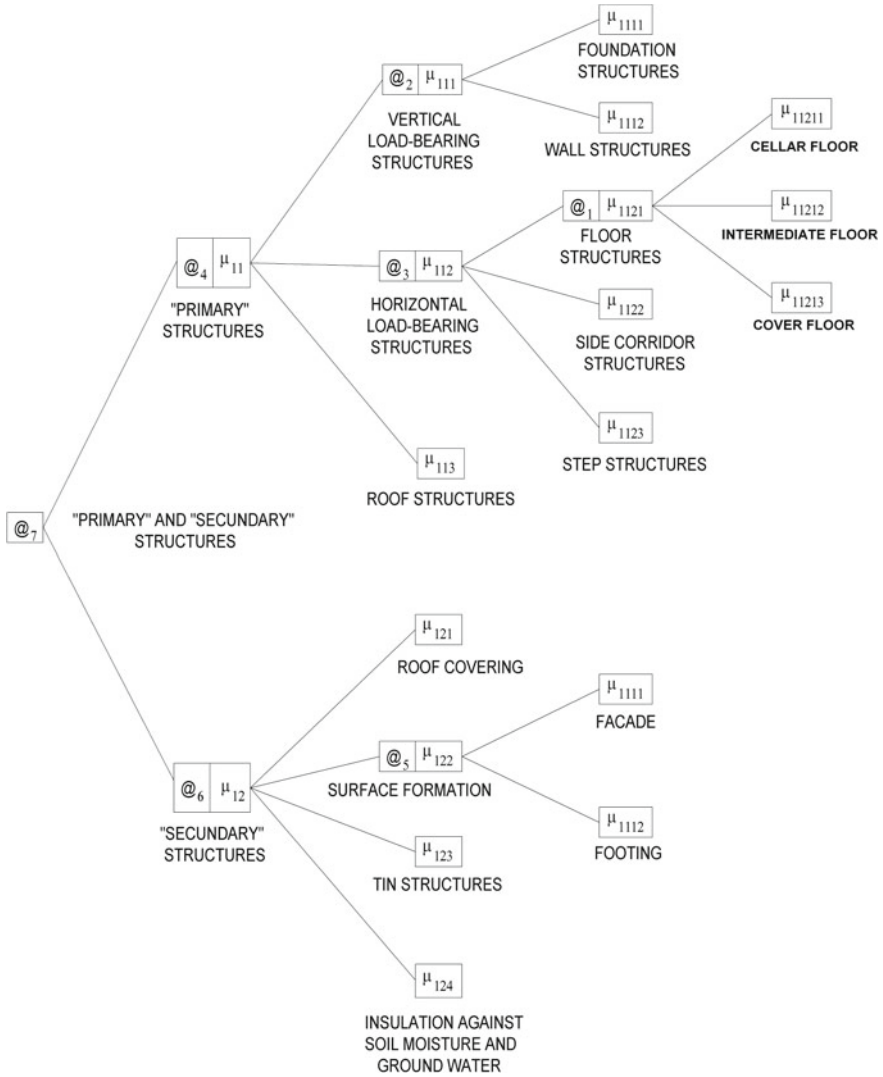 μ1111
FOUNDATION
STRUCTURES
@2 μ111
VERTICAL
LOAD-BEARING
STRUCTURES
μ1112
WALL STRUCTURES
μ11211
CELLAR FLOOR
@1 μ1121
FLOOR
STRUCTURES
μ11212
INTERMEDIATE FLOOR
μ11213
COVER FLOOR
@4 μ11
"PRIMARY"
STRUCTURES
@3 μ112
HORIZONTAL
LOAD-BEARING
STRUCTURES
μ1122
SIDE CORRIDOR
STRUCTURES
μ1123
STEP STRUCTURES
μ113
ROOF STRUCTURES
@7
"PRIMARY" AND "SECUNDARY"
STRUCTURES
μ121
ROOF COVERING
μ1111
FACADE
@5 μ122
SURFACE FORMATION
@6 μ12
"SECUNDARY"
STRUCTURES
μ1112
FOOTING
μ123
TIN STRUCTURES
μ124
INSULATION AGAINST
SOIL MOISTURE AND
GROUND WATER